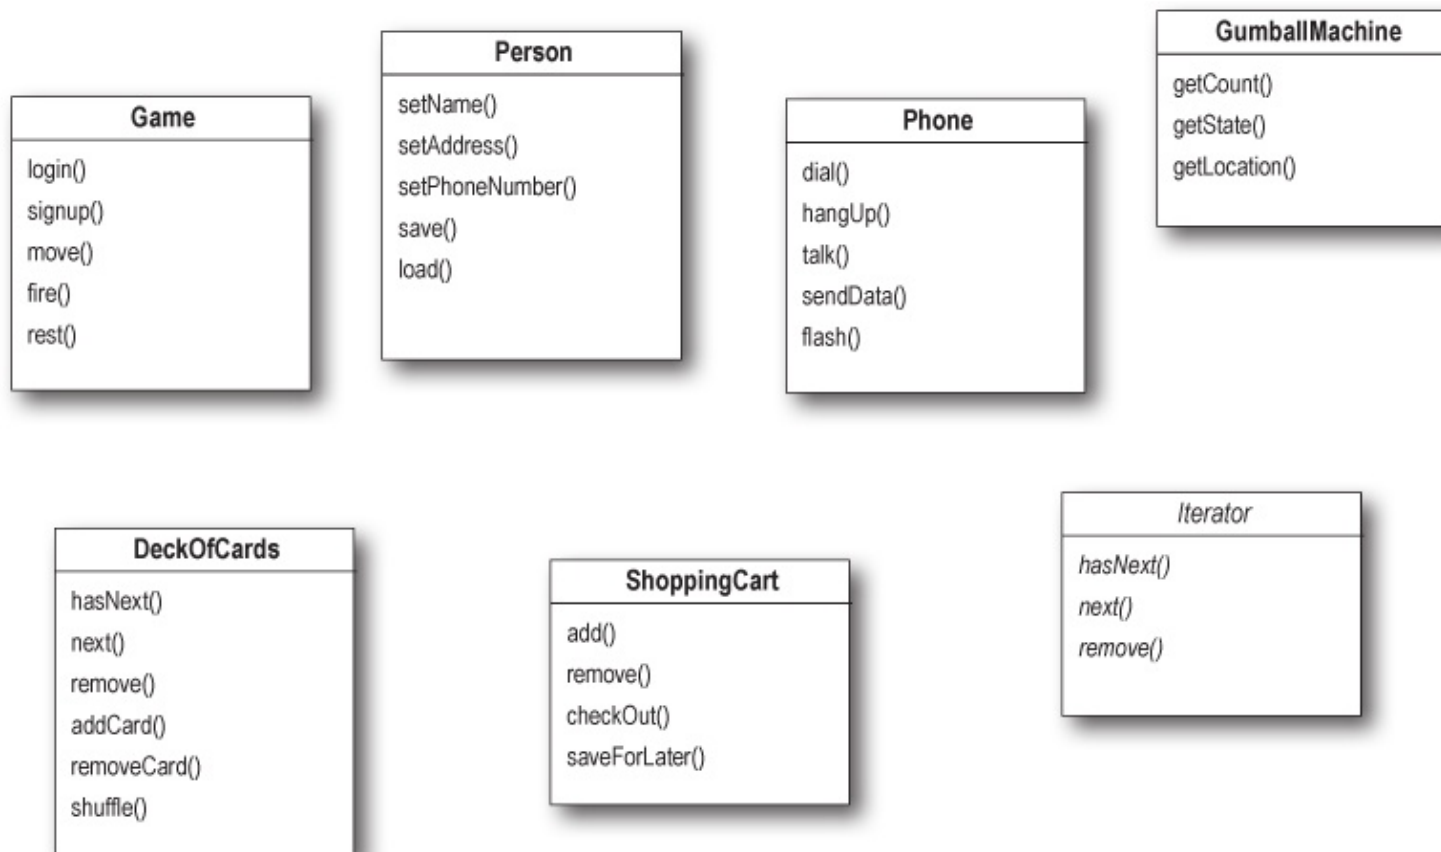 Game
login()
signup()
move()
fire()
rest()
Person
setName()
setAddress()
setPhoneNumber()
save()
load()
Phone
dial()
hangUp()
talk()
sendData()
flash()
GumballMachine
getCount()
getState()
getLocation()
DeckOfCards
hasNext()
next()
remove()
addCard()
removeCard()
shuffle()
ShoppingCart
add()
remove()
checkOut()
saveForLater()
Iterator
hasNext()
next()
remove()